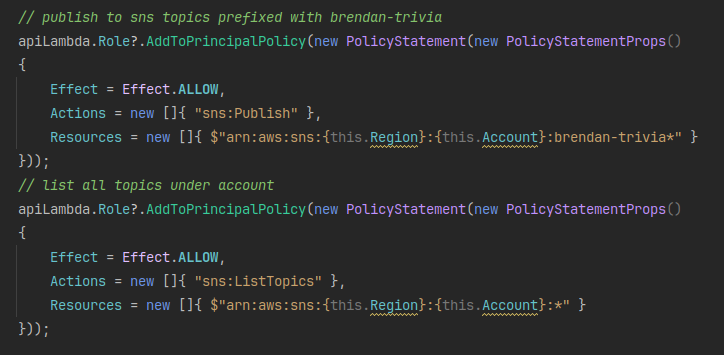 // publish to sns topics prefixed with brendan-trivia
apiLambda.Role?.AddToPrincipalPolicy(new PolicyStatement(new PolicyStatementProps()
{
    Effect = Effect.ALLOW,
    Actions = new []{ "sns:Publish" },
    Resources = new []{ $"arn:aws:sns:{this.Region}:{this.Account}:brendan-trivia*" }
}));
// list all topics under account
apiLambda.Role?.AddToPrincipalPolicy(new PolicyStatement(new PolicyStatementProps()
{
    Effect = Effect.ALLOW,
    Actions = new []{ "sns:ListTopics" },
    Resources = new []{ $"arn:aws:sns:{this.Region}:{this.Account}:*" }
}));